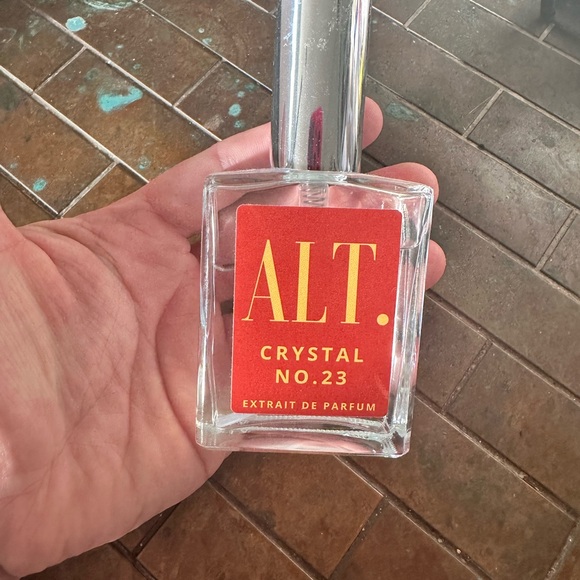 ALT.
CRYSTAL
NO.23
EXTRAIT DE PARFUM